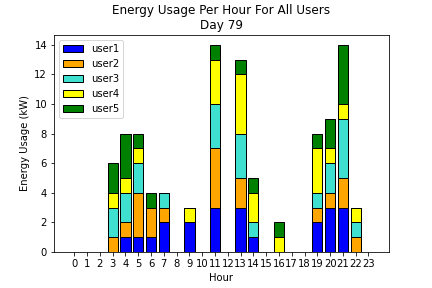 Energy Usage Per Hour For All Users
Day 79
user1
user2
user3
user4
user5
Energy Usage (kW)
14
12
10
8
6
4
2
0
0 1 2 3 4 5 6 7 8 9 10 11 12 13 14 15 16 17 18 19 20 21 22 23
Hour